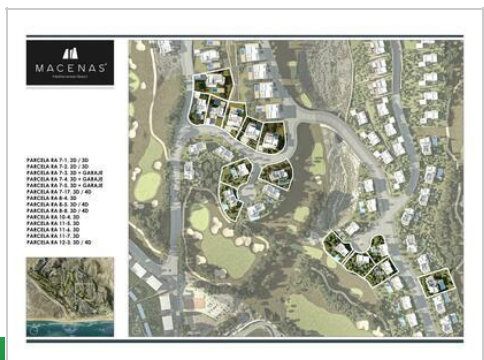 MACENAS
Mediterranean Resort
PARCELA RA 7-1. 2D / 3D
PARCELA RA 7-2. 2D / 3D
PARCELA RA 7-3. 3D + GARAJE
PARCELA RA 7-4. 3D + GARAJE
PARCELA RA 7-5. 3D + GARAJE
PARCELA RA 7-17. 3D / 4D
PARCELA RA 8-4. 3D
PARCELA RA 8-5. 3D / 4D
PARCELA RA 8-8. 3D / 4D
PARCELA RA 10-4. 3D
PARCELA RA 11-5. 3D
PARCELA RA 11-6. 3D
PARCELA RA 11-7. 3D
PARCELA RA 12-3. 3D / 4D